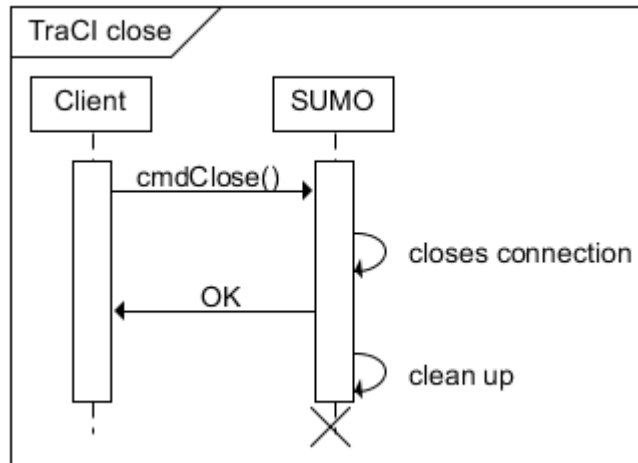 TraCI close
Client
SUMO
cmdClose()
closes connection
OK
clean up